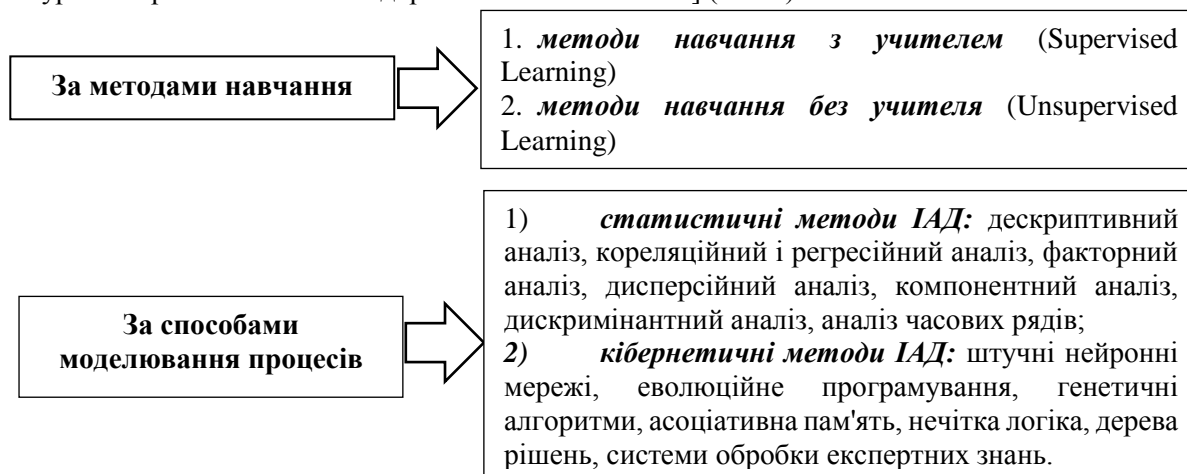 За методами навчання
1. методи навчання з учителем (Supervised
Learning)
2. методи навчання без учителя (Unsupervised
Learning)
За способами
моделювання процесів
1) статистичні методи ІАД: дескриптивний
аналіз, кореляційний і регресійний аналіз, факторний
аналіз, дисперсійний аналіз, компонентний аналіз,
дискримінантний аналіз, аналіз часових рядів;
2) кібернетичні методи ІАД: штучні нейронні
мережі, еволюційне програмування, генетичні
алгоритми, асоціативна пам'ять, нечітка логіка, дерева
рішень, системи обробки експертних знань.